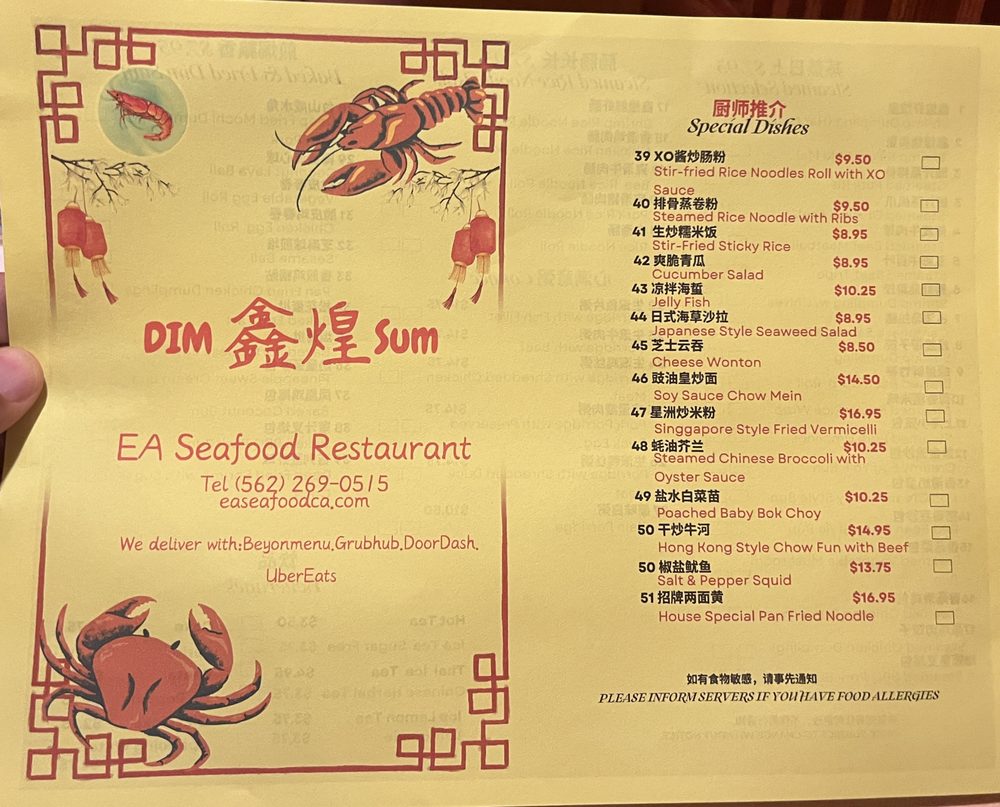 DIM 鑫煌 Sum
EA Seafood Restaurant
Tel (562) 269-0515
easeafoodca.com
We deliver with:Beyonmenu.Grubhub.DoorDash.
UberEats
厨师推介
Special Dishes
39 XO酱炒肠粉 $9.50
Stir-fried Rice Noodles Roll with XO
Sauce
40 排骨蒸卷粉 $9.50
Steamed Rice Noodle with Ribs
41 生炒糯米饭 $8.95
Stir-Fried Sticky Rice
42 爽脆青瓜 $8.95
Cucumber Salad
43 凉拌海蜇 $10.25
Jelly Fish
44 日式海草沙拉 $8.95
Japanese Style Seaweed Salad
45 芝士云吞 $8.50
Cheese Wonton
46 豉油皇炒面 $14.50
Soy Sauce Chow Mein
47 星洲炒米粉 $16.95
Singgapore Style Fried Vermicelli
48 蚝油芥兰 $10.25
Steamed Chinese Broccoli with
Oyster Sauce
49 盐水白菜苗 $10.25
Poached Baby Bok Choy
50 干炒牛河 $14.95
Hong Kong Style Chow Fun with Beef
50 椒盐鱿鱼 $13.75
Salt & Pepper Squid
51 招牌两面黄 $16.95
House Special Pan Fried Noodle
如有食物敏感，请事先通知
PLEASE INFORM SERVERS IF YOU HAVE FOOD ALLERGIES